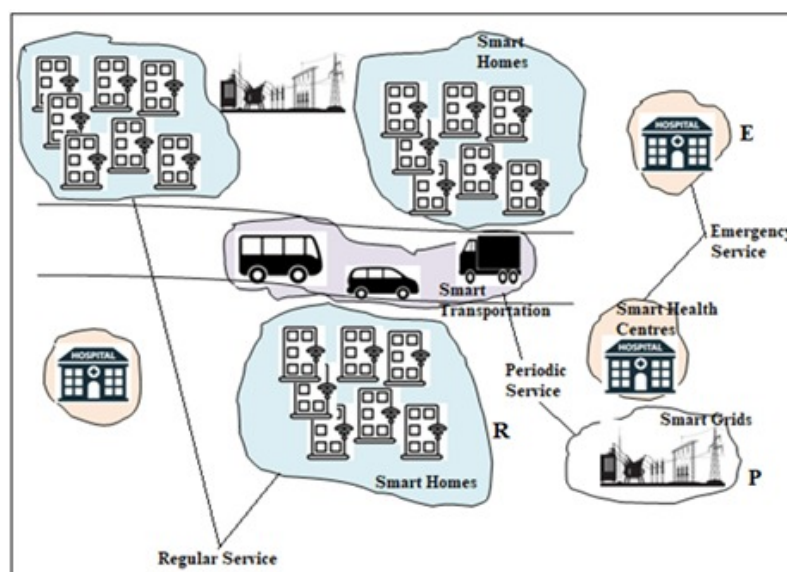 Smart
Homes
HOSPITAL
E
Emergency
Service
Smart
Transportation
Smart Health
Centres
HOSPITAL
HOSPITAL
Periodic
Service
R
Smart Grids
P
Smart Homes
Regular Service